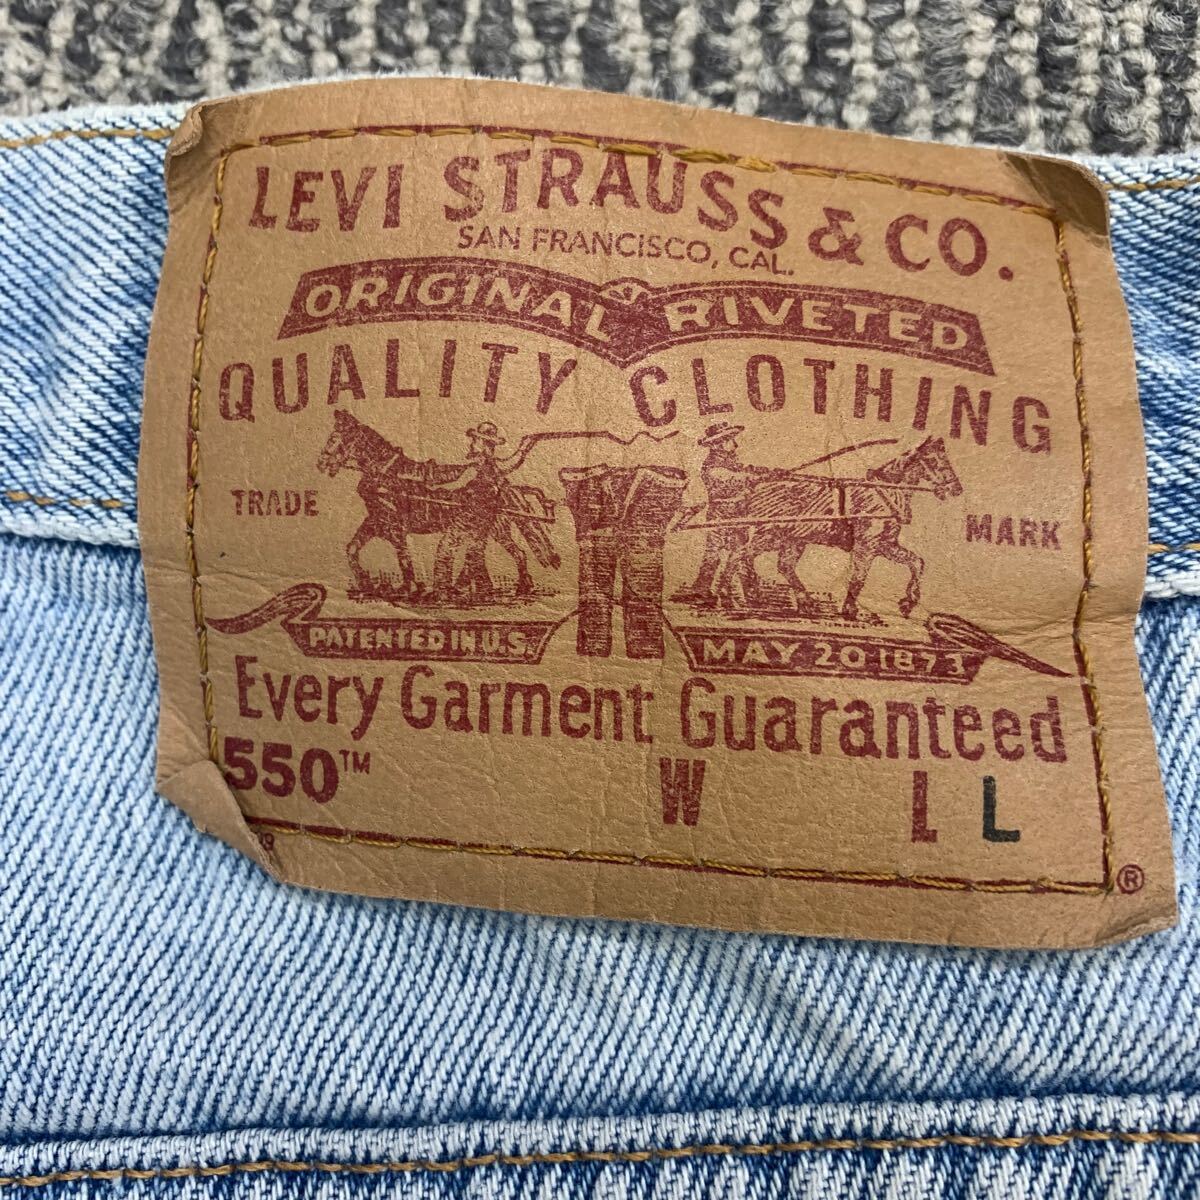 LEVI STRAUSS & CO.
SAN FRANCISCO, CAL.
ORIGINAL RIVETED
QUALITY CLOTHING
TRADE MARK
PATENTED IN U.S. MAY 20 1873
Every Garment Guaranteed
550™ W L L
®